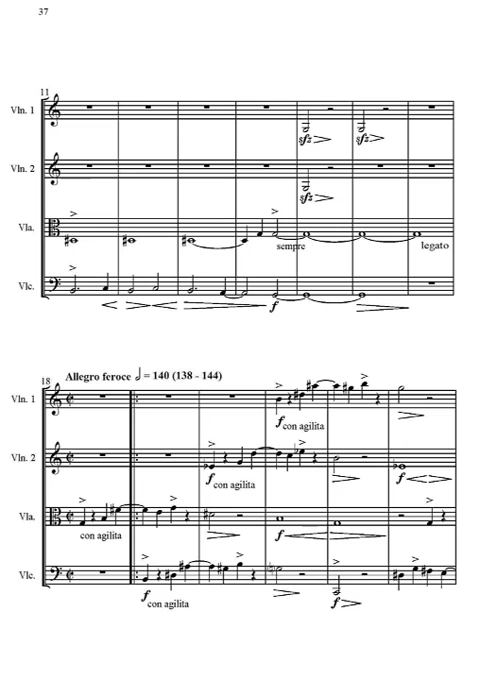 37
11
Vln. 1
sfz sfz
Vln. 2
sfz
Vla.
sempre legato
Vlc.
f
18 Allegro feroce = 140 (138 - 144)
Vln. 1
f con agilita
Vln. 2
f con agilita f
Vla.
con agilita f
Vlc.
f con agilita f